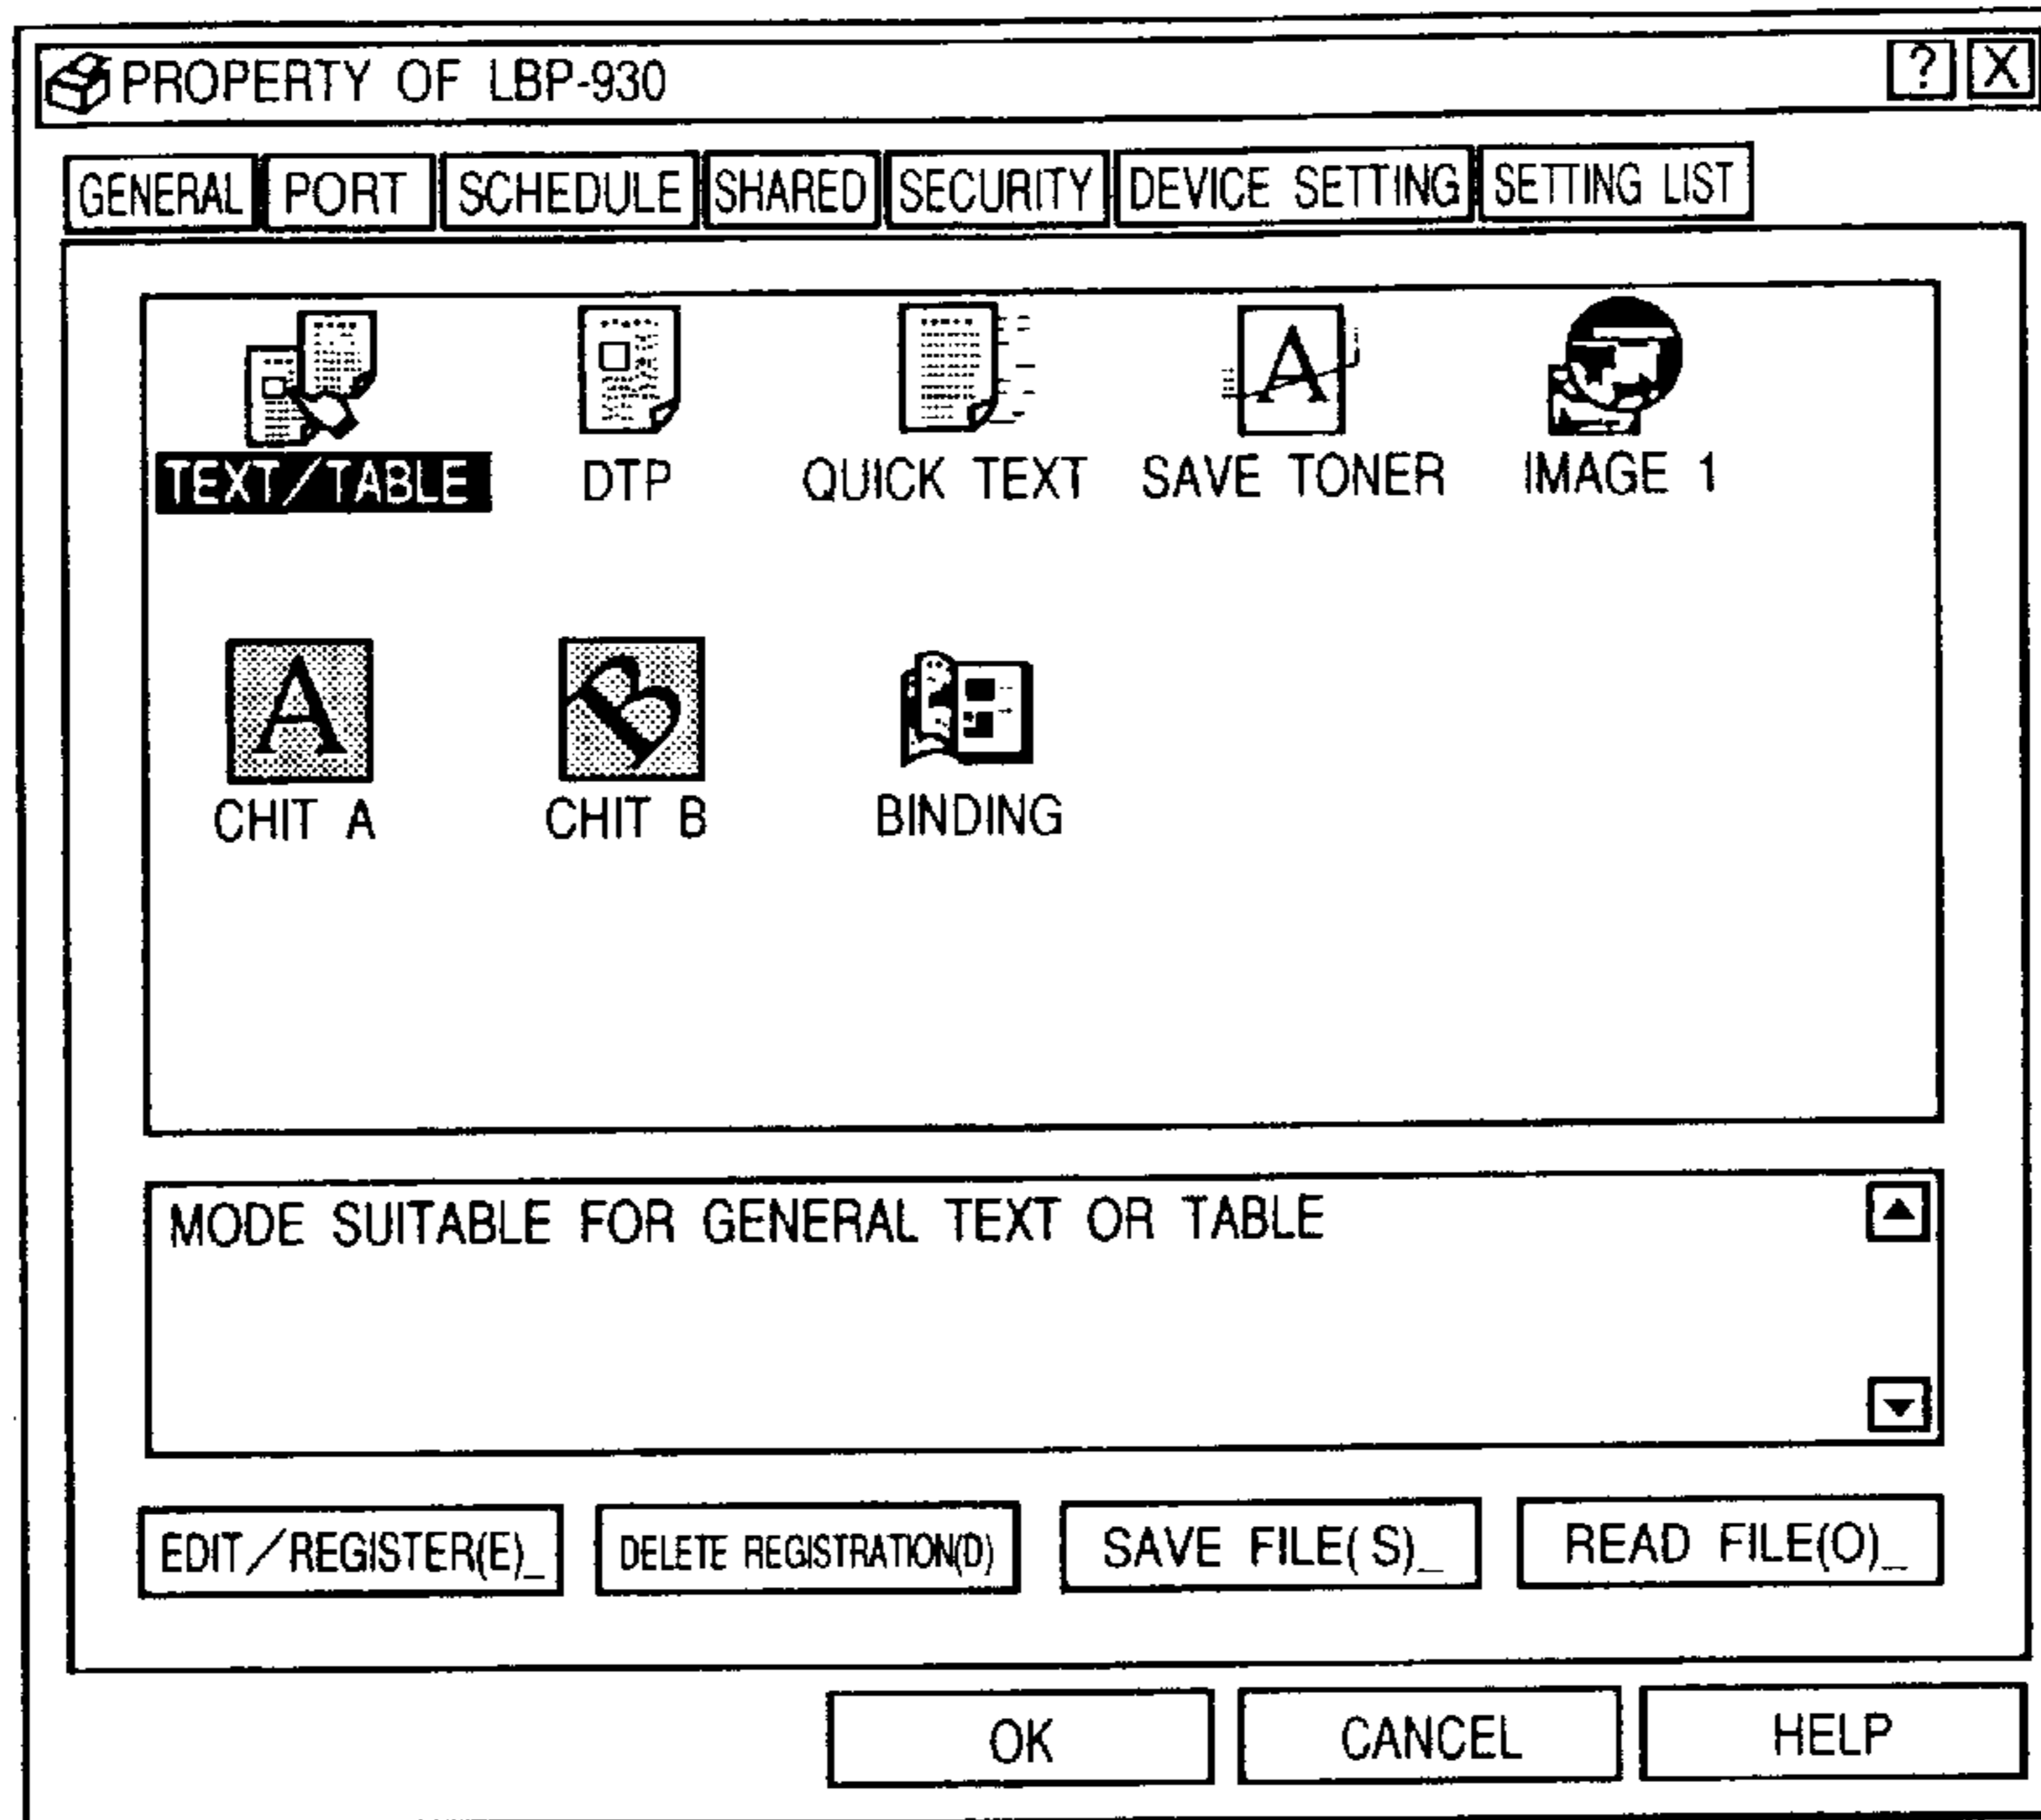 PROPERTY OF LBP-930 ? X
GENERAL PORT SCHEDULE SHARED SECURITY DEVICE SETTING SETTING LIST
A
TEXT/TABLE DTP QUICK TEXT SAVE TONER IMAGE 1
A B
CHIT A CHIT B BINDING
MODE SUITABLE FOR GENERAL TEXT OR TABLE
EDIT/REGISTER(E)_ DELETE REGISTRATION(D) SAVE FILE(S)_ READ FILE(O)_
OK CANCEL HELP